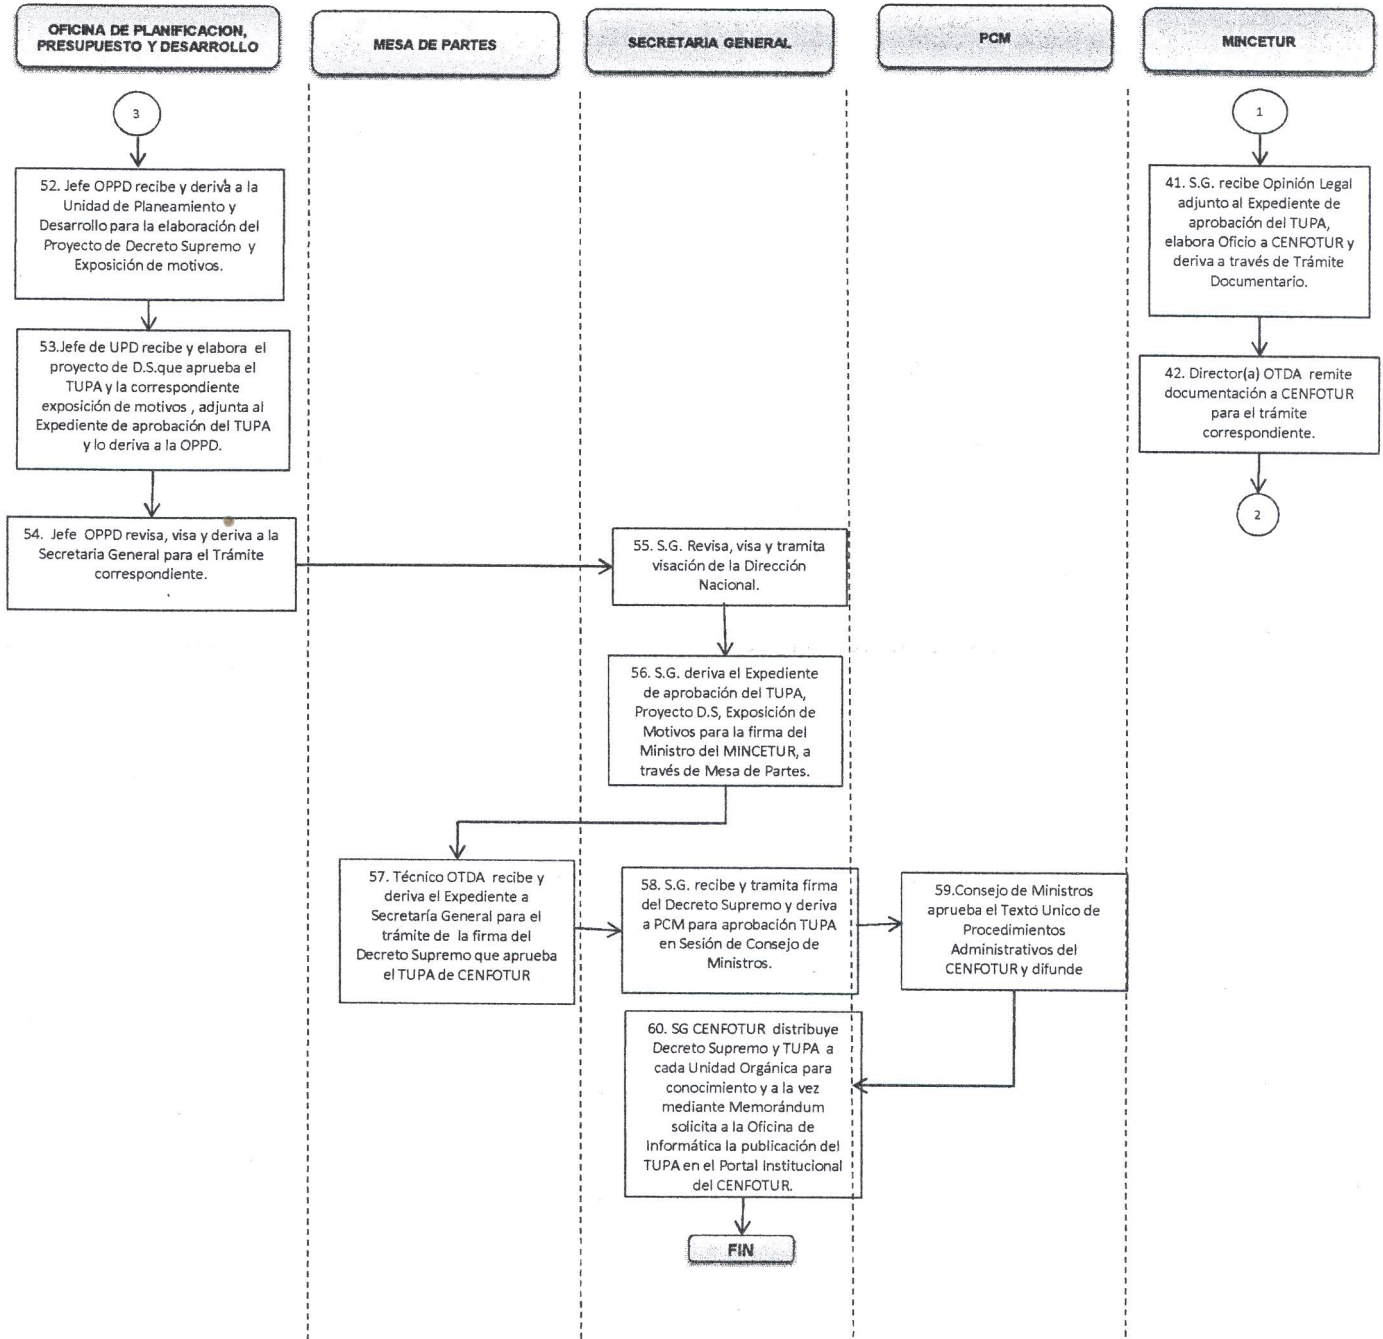 OFICINA DE PLANIFICACION,
PRESUPUESTO Y DESARROLLO
MESA DE PARTES
SECRETARIA GENERAL
PCM
MINCETUR
3
52. Jefe OPPD recibe y deriva a la
Unidad de Planeamiento y
Desarrollo para la elaboración del
Proyecto de Decreto Supremo y
Exposición de motivos.
53.Jefe de UPD recibe y elabora el
proyecto de D.S.que aprueba el
TUPA y la correspondiente
exposición de motivos , adjunta al
Expediente de aprobación del TUPA
y lo deriva a la OPPD.
54. Jefe OPPD revisa, visa y deriva a la
Secretaria General para el Trámite
correspondiente.
1
41. S.G. recibe Opinión Legal
adjunto al Expediente de
aprobación del TUPA,
elabora Oficio a CENFOTUR y
deriva a través de Trámite
Documentario.
42. Director(a) OTDA remite
documentación a CENFOTUR
para el trámite
correspondiente.
2
55. S.G. Revisa, visa y tramita
visación de la Dirección
Nacional.
56. S.G. deriva el Expediente
de aprobación del TUPA,
Proyecto D.S, Exposición de
Motivos para la firma del
Ministro del MINCETUR, a
través de Mesa de Partes.
57. Técnico OTDA recibe y
deriva el Expediente a
Secretaría General para el
trámite de la firma del
Decreto Supremo que aprueba
el TUPA de CENFOTUR
58. S.G. recibe y tramita firma
del Decreto Supremo y deriva
a PCM para aprobación TUPA
en Sesión de Consejo de
Ministros.
59.Consejo de Ministros
aprueba el Texto Unico de
Procedimientos
Administrativos del
CENFOTUR y difunde
60. SG CENFOTUR distribuye
Decreto Supremo y TUPA a
cada Unidad Orgánica para
conocimiento y a la vez
mediante Memorándum
solicita a la Oficina de
Informática la publicación del
TUPA en el Portal Institucional
del CENFOTUR.
FIN